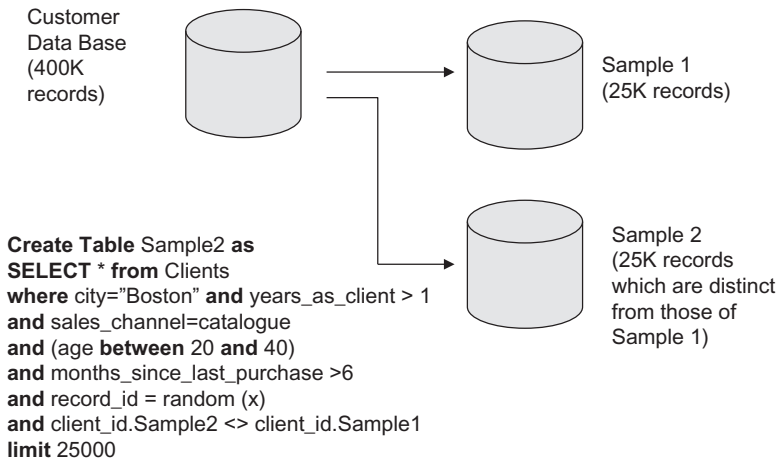 Customer
Data Base
(400K
records)
Sample 1
(25K records)
Sample 2
(25K records
which are distinct
from those of
Sample 1)
Create Table Sample2 as
SELECT * from Clients
where city=”Boston” and years_as_client > 1
and sales_channel=catalogue
and (age between 20 and 40)
and months_since_last_purchase >6
and record_id = random (x)
and client_id.Sample2 <> client_id.Sample1
limit 25000